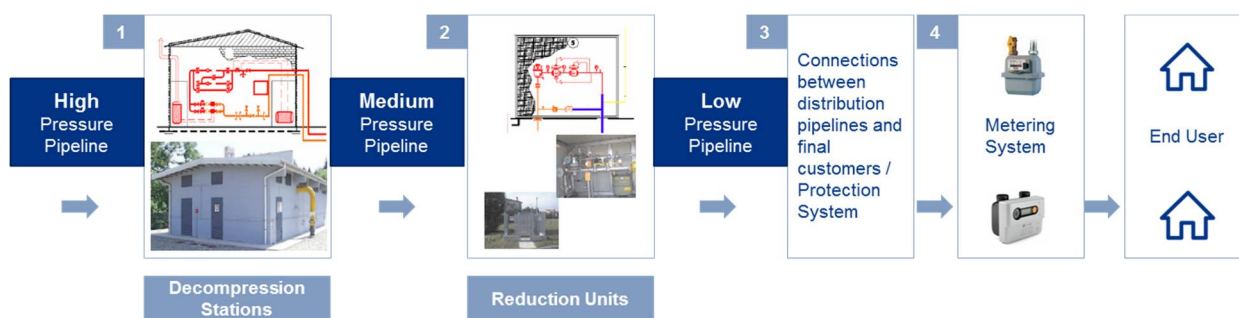 1
High
Pressure
Pipeline
Decompression
Stations
Medium
Pressure
Pipeline
2
Reduction Units
Low
Pressure
Pipeline
3
Connections
between
distribution
pipelines and
final
customers /
Protection
System
4
Metering
System
End User